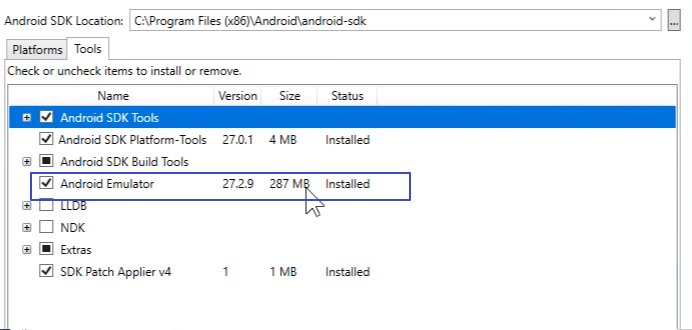 Android SDK Location: C:\Program Files (x86)\Android\android-sdk ...
Platforms Tools
Check or uncheck items to install or remove.
Name Version Size Status
Android SDK Tools
Android SDK Platform-Tools 27.0.1 4 MB Installed
Android SDK Build Tools
Android Emulator 27.2.9 287 MB Installed
LLDB
NDK
Extras
SDK Patch Applier v4 1 1 MB Installed